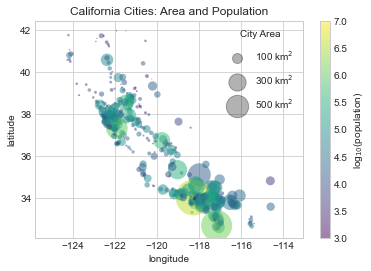 California Cities: Area and Population
City Area
100 km²
300 km²
500 km²
42
40
38
36
34
latitude
−124
−122
−120
−118
−116
−114
longitude
7.0
6.5
6.0
5.5
5.0
4.5
4.0
3.5
3.0
log₁₀(population)